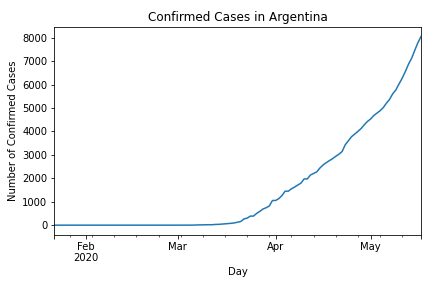 Confirmed Cases in Argentina
8000
7000
6000
5000
4000
3000
2000
1000
0
Number of Confirmed Cases
Feb Mar Apr May
2020
Day